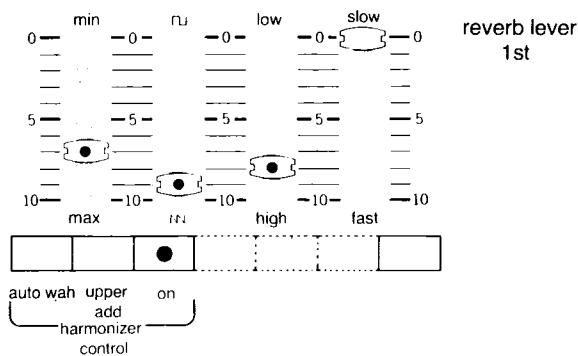 min low slow
reverb lever
1st
0 0 0 0 0
5 5 5 5 5
10 10 10 10 10
max high fast
auto wah upper on
add
harmonizer
control